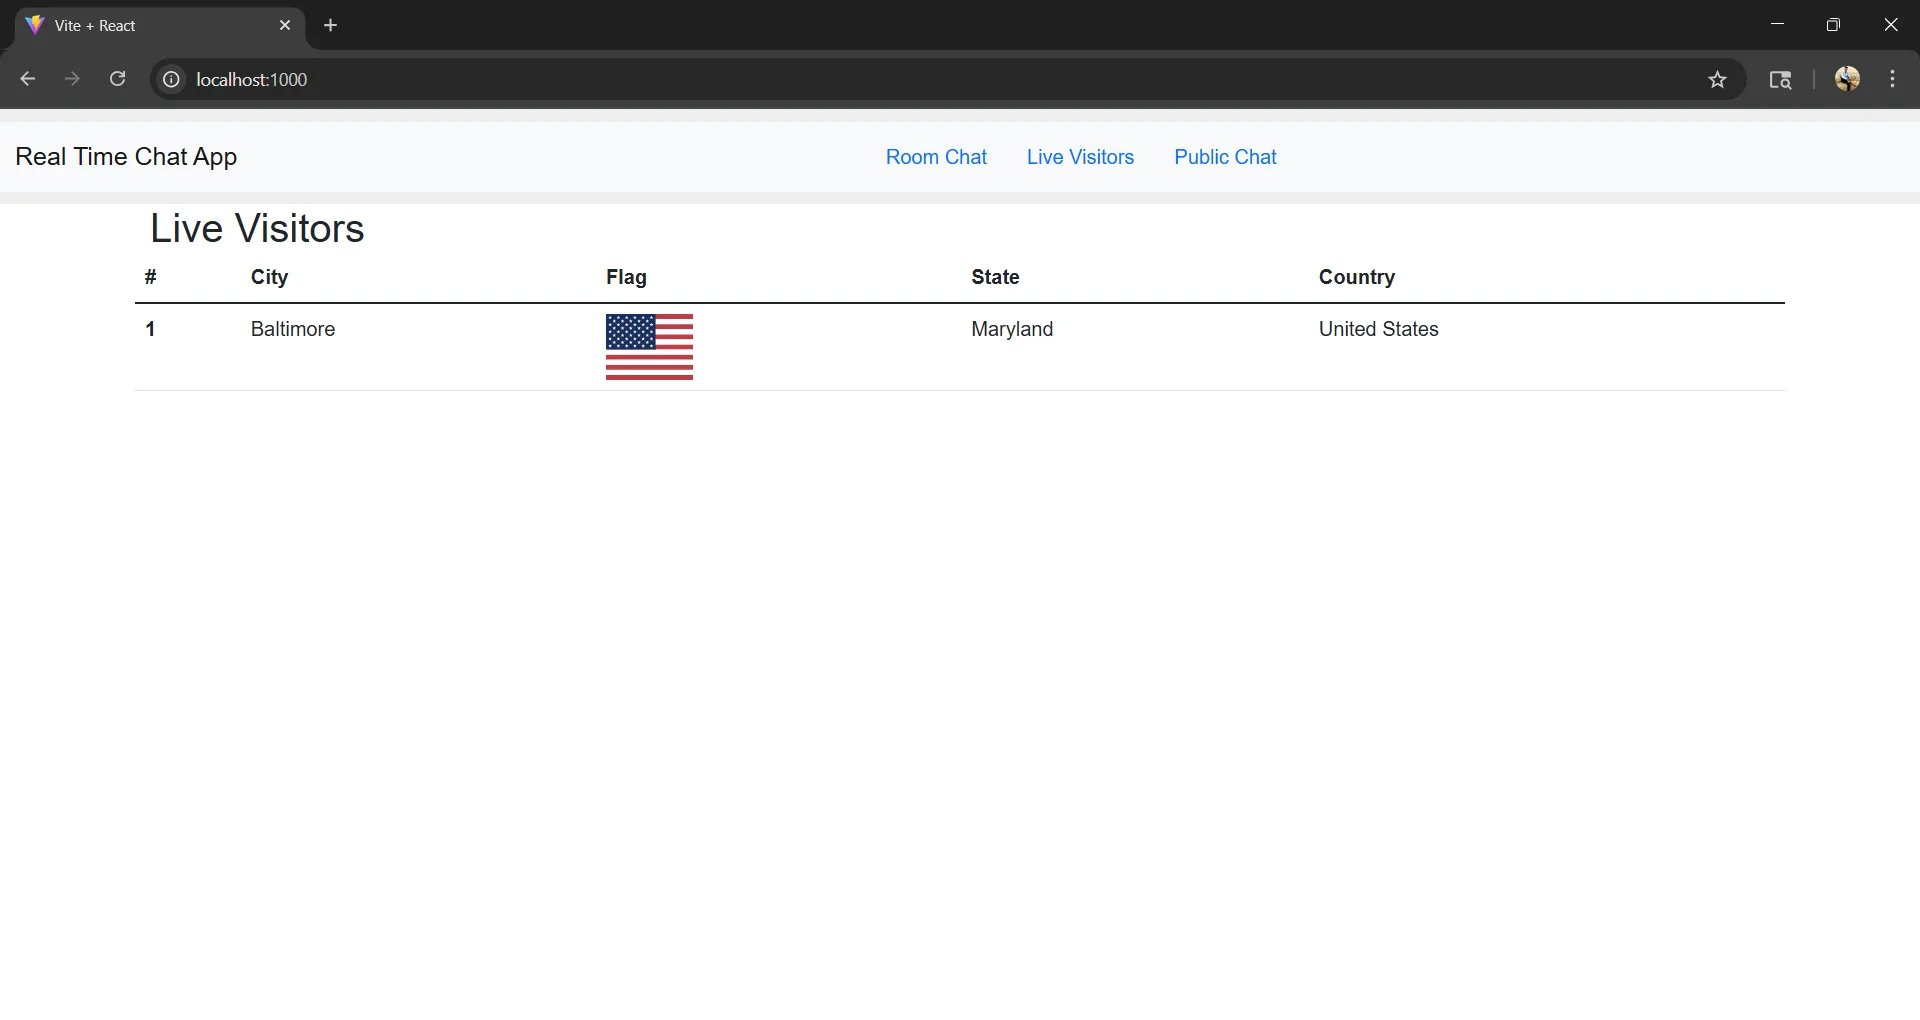 Vite + React
localhost:1000
Real Time Chat App Room Chat Live Visitors Public Chat
Live Visitors
# City Flag State Country
1 Baltimore Maryland United States